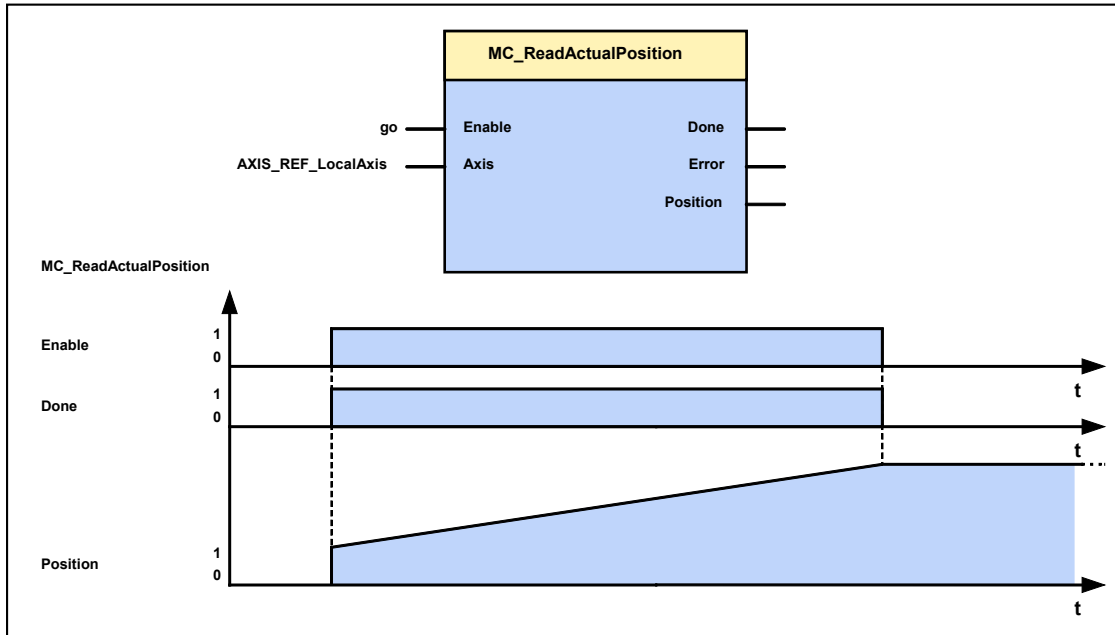 MC_ReadActualPosition
go Enable Done
AXIS_REF_LocalAxis Axis Error
Position
MC_ReadActualPosition
1
Enable
0
t
1
Done
0
t
1
Position
0
t